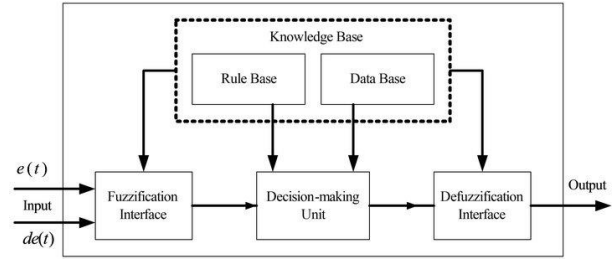 Knowledge Base
Rule Base
Data Base
e(t)
Input
de(t)
Fuzzification
Interface
Decision-making
Unit
Defuzzification
Interface
Output